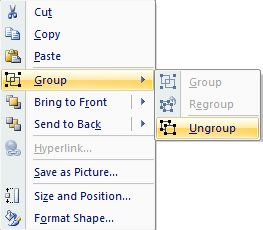 Cut
Copy
Paste
Group
Bring to Front
Send to Back
Hyperlink...
Save as Picture...
Size and Position...
Format Shape...
Group
Regroup
Ungroup